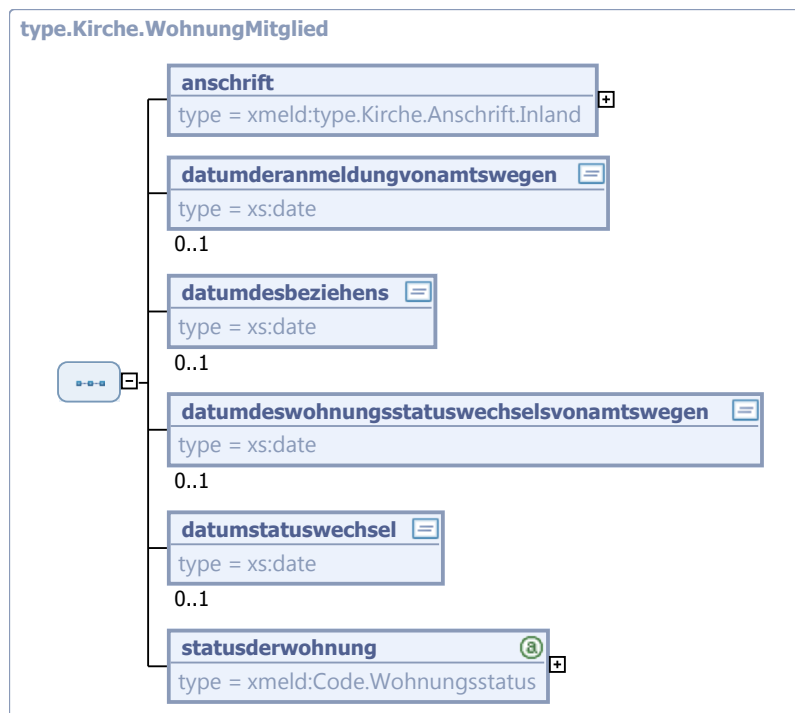 type.Kirche.WohnungMitglied
anschrift
type = xmeld:type.Kirche.Anschrift.Inland
datumderanmeldungvonamtswegen
type = xs:date
0..1
datumdesbeziehens
type = xs:date
0..1
datumdeswohnungsstatuswechselsvonamtswegen
type = xs:date
0..1
datumstatuswechsel
type = xs:date
0..1
statusderwohnung
type = xmeld:Code.Wohnungsstatus